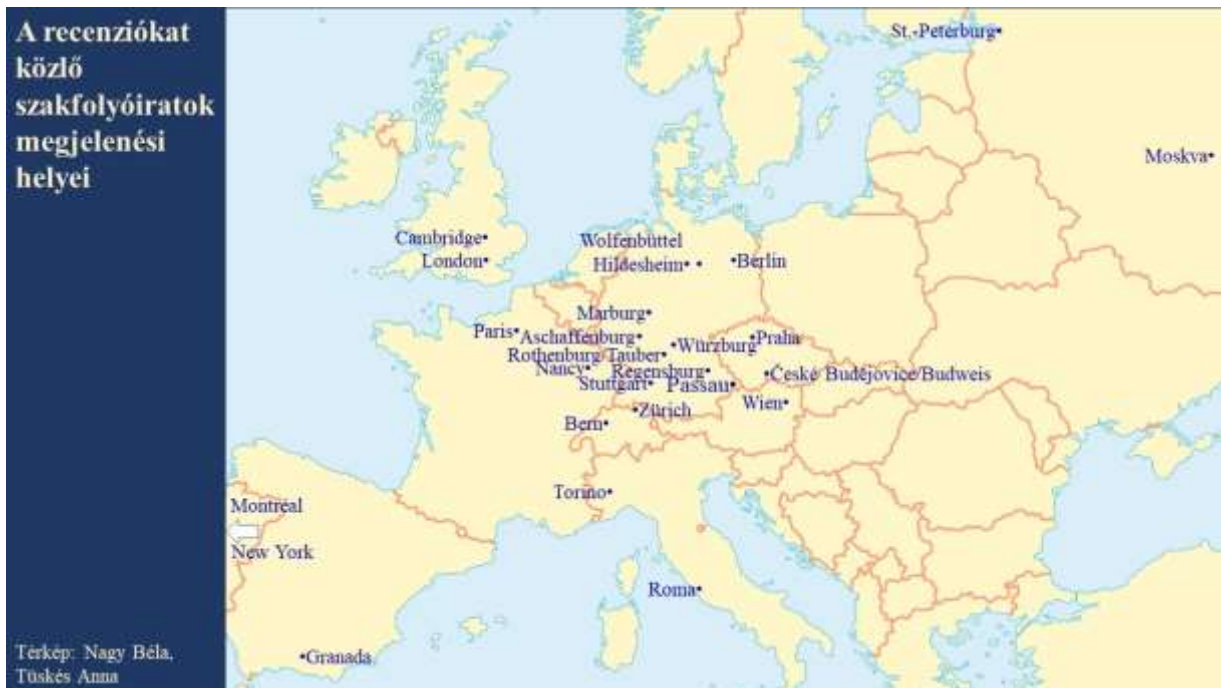 A recenziókat
közlő
szakfolyóiratok
megjelenési
helyei
St.-Peterburg
Moskva
Cambridge
London
Wolfenbüttel
Hildesheim
Berlin
Marburg
Paris
Aschaffenburg
Würzburg
Praha
Rothenburg Tauber
Nancy
Regensburg
České Budějovice/Budweis
Stuttgart
Passau
Wien
Zürich
Bern
Torino
Montréal
New York
Roma
Granada
Térkép: Nagy Béla,
Tüskés Anna